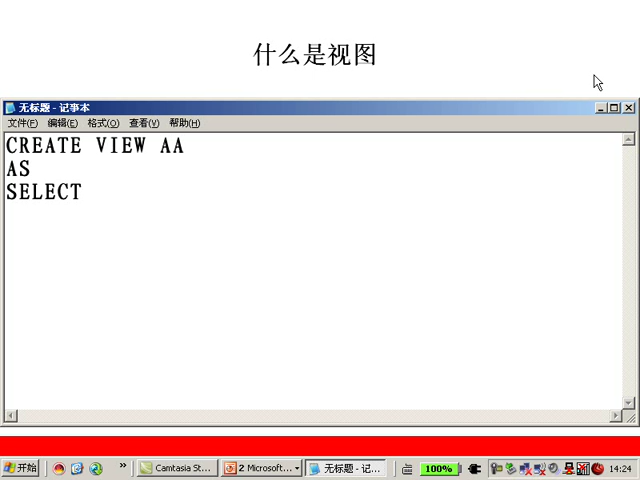 什么是视图
无标题 - 记事本
文件(F) 编辑(E) 格式(O) 查看(V) 帮助(H)
CREATE VIEW AA
AS
SELECT
开始 » Camtasia St... 2 Microsoft... 无标题 - 记... 100% 14:24